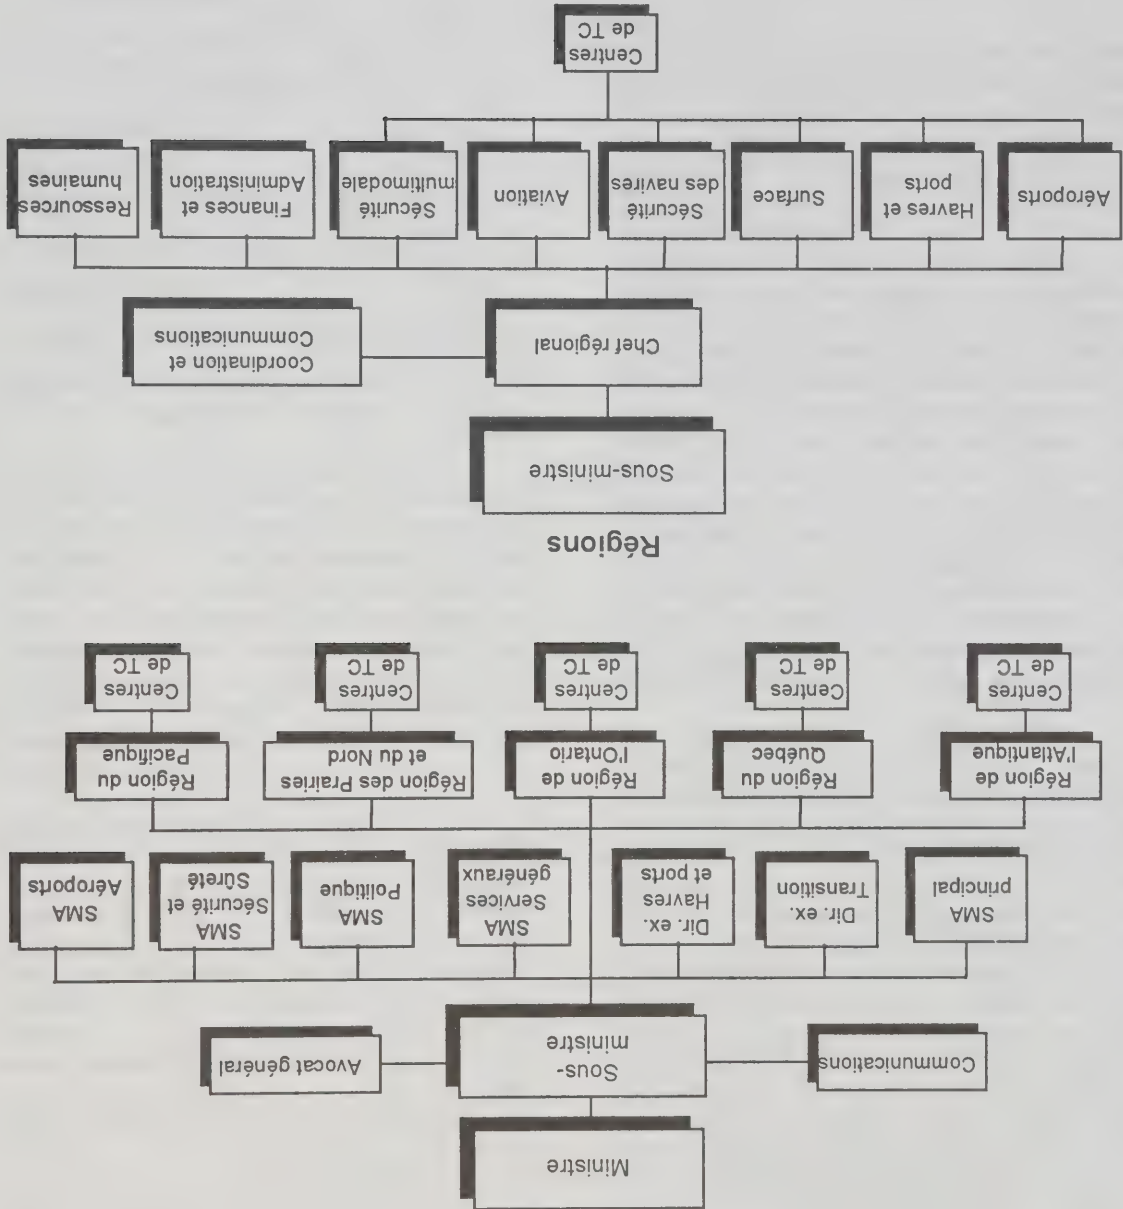 Ministre
Communications
Sous-
ministre
Avocat général
SMA
principal
Dir. ex.
Transition
Dir. ex.
Havres
et ports
SMA
Services
généraux
SMA
Politique
SMA
Sécurité et
Sûreté
SMA
Aéroports
Région de
l'Atlantique
Région du
Québec
Région de
l'Ontario
Région des Prairies
et du Nord
Région du
Pacifique
Centres
de TC
Centres
de TC
Centres
de TC
Centres
de TC
Centres
de TC
Régions
Sous-ministre
Chef régional
Coordination et
Communications
Aéroports
Havres et
ports
Surface
Sécurité
des navires
Aviation
Sécurité
multimodale
Finances et
Administration
Ressources
humaines
Centres
de TC